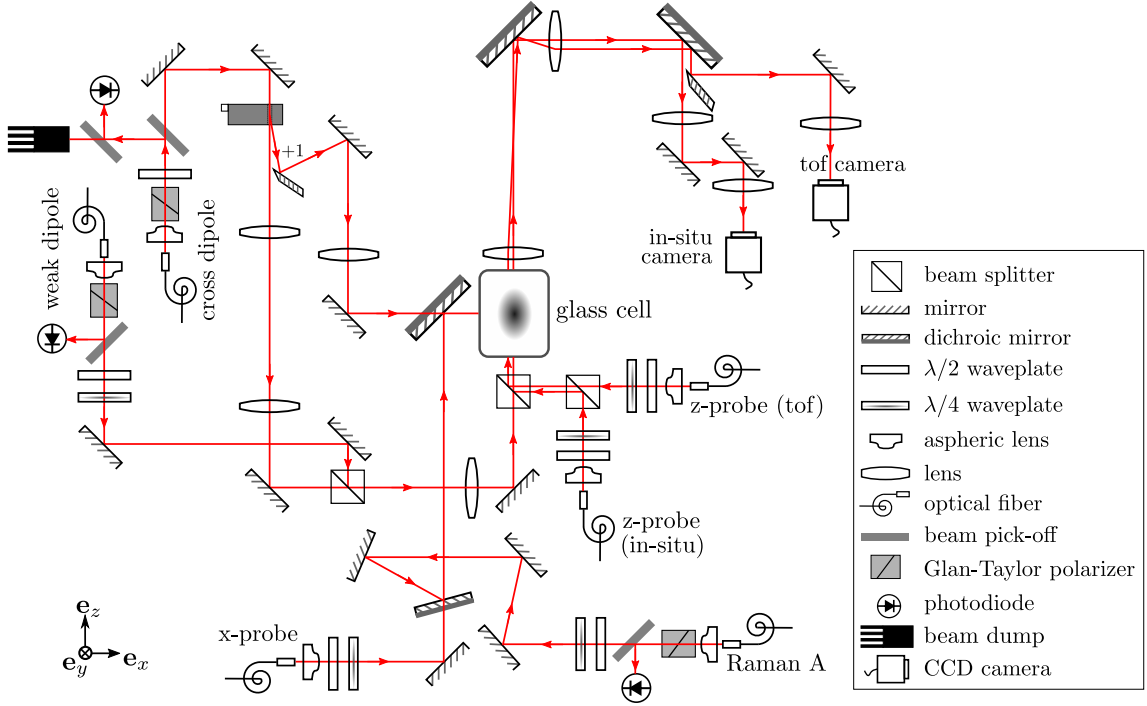 +1
weak dipole
cross dipole
tof camera
in-situ
camera
glass cell
z-probe (tof)
z-probe
(in-situ)
x-probe
Raman A
e_z
e_y
e_x
beam splitter
mirror
dichroic mirror
λ/2 waveplate
λ/4 waveplate
aspheric lens
lens
optical fiber
beam pick-off
Glan-Taylor polarizer
photodiode
beam dump
CCD camera